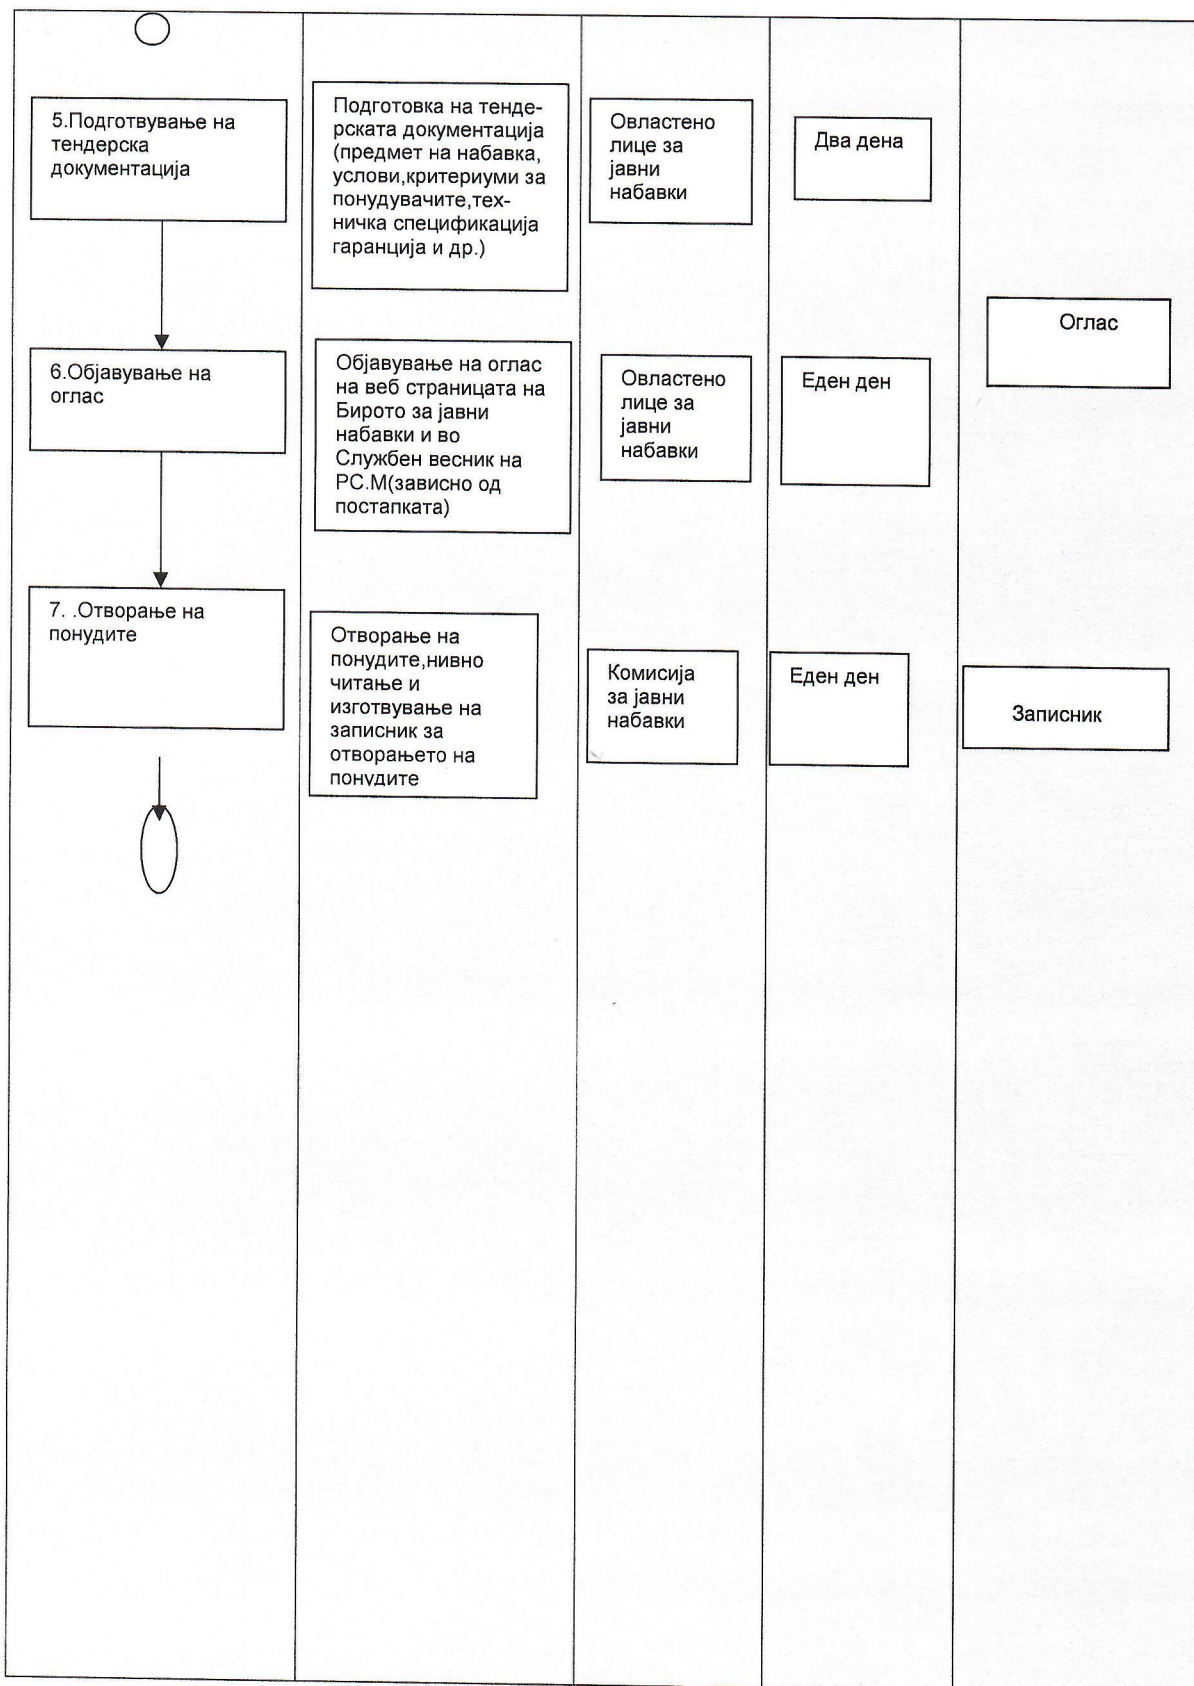 5.Подготвување на
тендерска
документација
Подготовка на тенде-
рската документација
(предмет на набавка,
услови,критериуми за
понудувачите,тех-
ничка спецификација
гаранција и др.)
Овластено
лице за
јавни
набавки
Два дена
Оглас
6.Објавување на
оглас
Објавување на оглас
на веб страницата на
Бирото за јавни
набавки и во
Службен весник на
РС.М(зависно од
постапката)
Овластено
лице за
јавни
набавки
Еден ден
7. .Отворање на
понудите
Отворање на
понудите,нивно
читање и
изготвување на
записник за
отворањето на
понудите
Комисија
за јавни
набавки
Еден ден
Записник